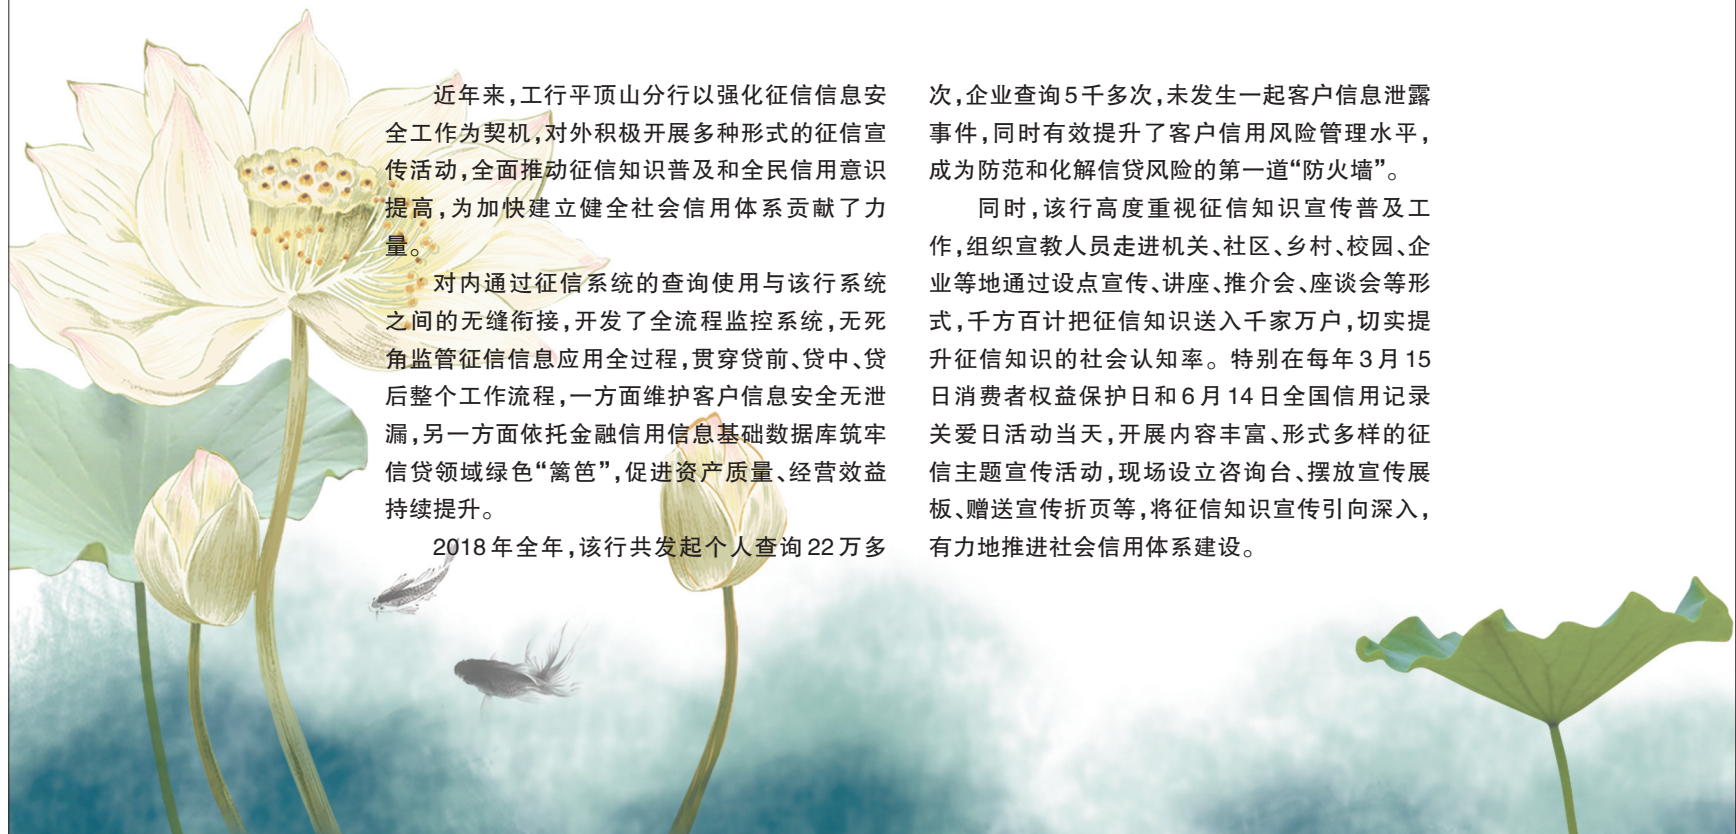 近年来,工行平顶山分行以强化征信信息安
全工作为契机,对外积极开展多种形式的征信宣
传活动,全面推动征信知识普及和全民信用意识
提高,为加快建立健全社会信用体系贡献了力
量。
对内通过征信系统的查询使用与该行系统
之间的无缝衔接,开发了全流程监控系统,无死
角监管征信信息应用全过程,贯穿贷前、贷中、贷
后整个工作流程,一方面维护客户信息安全无泄
漏,另一方面依托金融信用信息基础数据库筑牢
信贷领域绿色“篱笆”,促进资产质量、经营效益
持续提升。
2018年全年,该行共发起个人查询22万多
次,企业查询5千多次,未发生一起客户信息泄露
事件,同时有效提升了客户信用风险管理水平,
成为防范和化解信贷风险的第一道“防火墙”。
同时,该行高度重视征信知识宣传普及工
作,组织宣教人员走进机关、社区、乡村、校园、企
业等地通过设点宣传、讲座、推介会、座谈会等形
式,千方百计把征信知识送入千家万户,切实提
升征信知识的社会认知率。特别在每年3月15
日消费者权益保护日和6月14日全国信用记录
关爱日活动当天,开展内容丰富、形式多样的征
信主题宣传活动,现场设立咨询台、摆放宣传展
板、赠送宣传折页等,将征信知识宣传引向深入,
有力地推进社会信用体系建设。